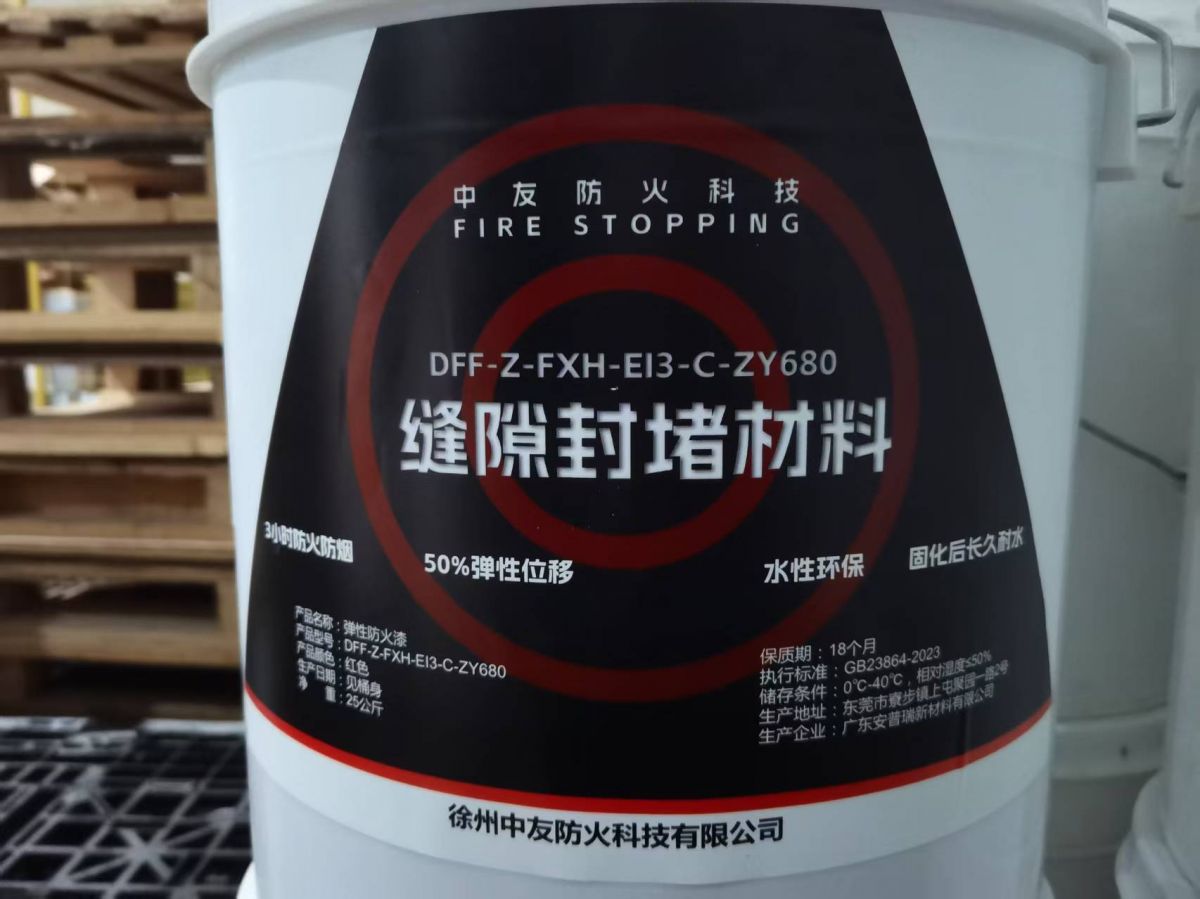 中友防火科技
FIRE STOPPING
DFF-Z-FXH-EI3-C-ZY680
缝隙封堵材料
3小时防火防烟
50%弹性位移
水性环保
固化后长久耐水
产品名称：弹性防火漆
产品型号：DFF-Z-FXH-EI3-C-ZY680
产品颜色：红色
生产日期：见桶身
净 量：25公斤
保质期：18个月
执行标准：GB23864-2023
储存条件：0℃-40℃，相对湿度≤50%
生产地址：东莞市寮步镇上屯聚园一路2号
生产企业：广东安普瑞新材料有限公司
徐州中友防火科技有限公司